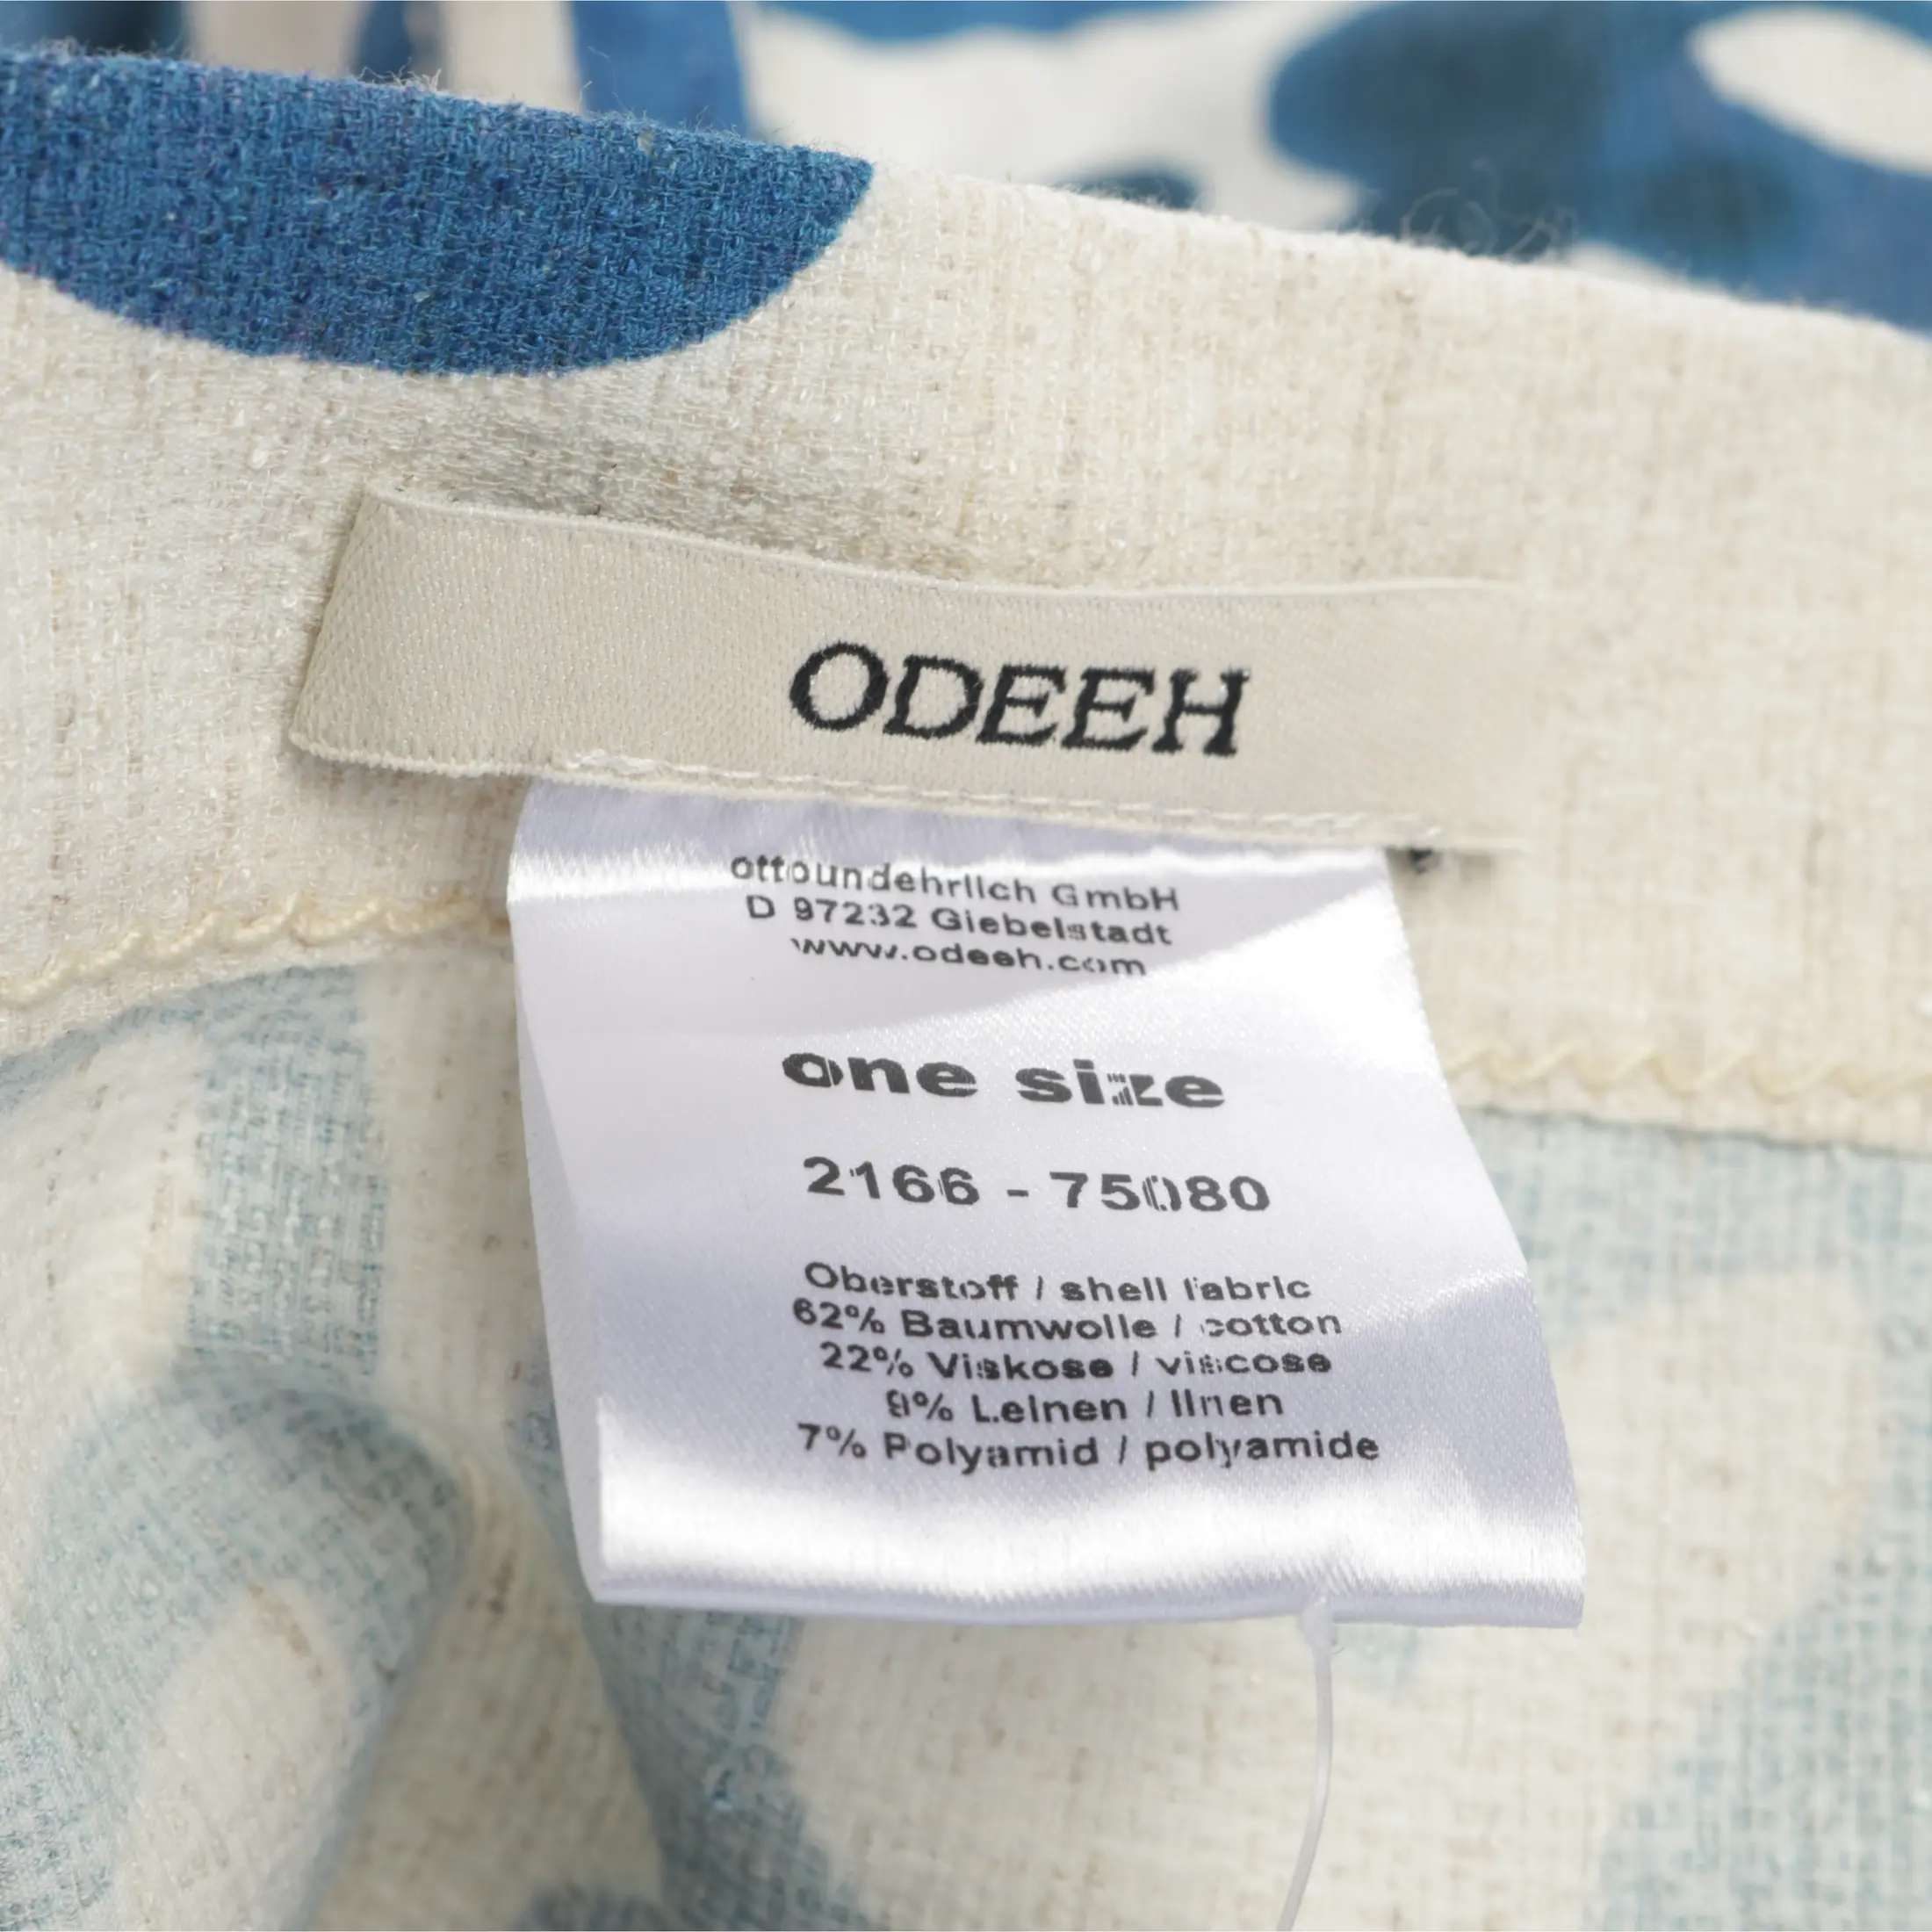 ODEEH
ottoundehrlich GmbH
D 97232 Giebelstadt
www.odeeh.com
one size
2166 - 75080
Oberstoff / shell fabric
62% Baumwolle / cotton
22% Viskose / viscose
9% Leinen / linen
7% Polyamid / polyamide